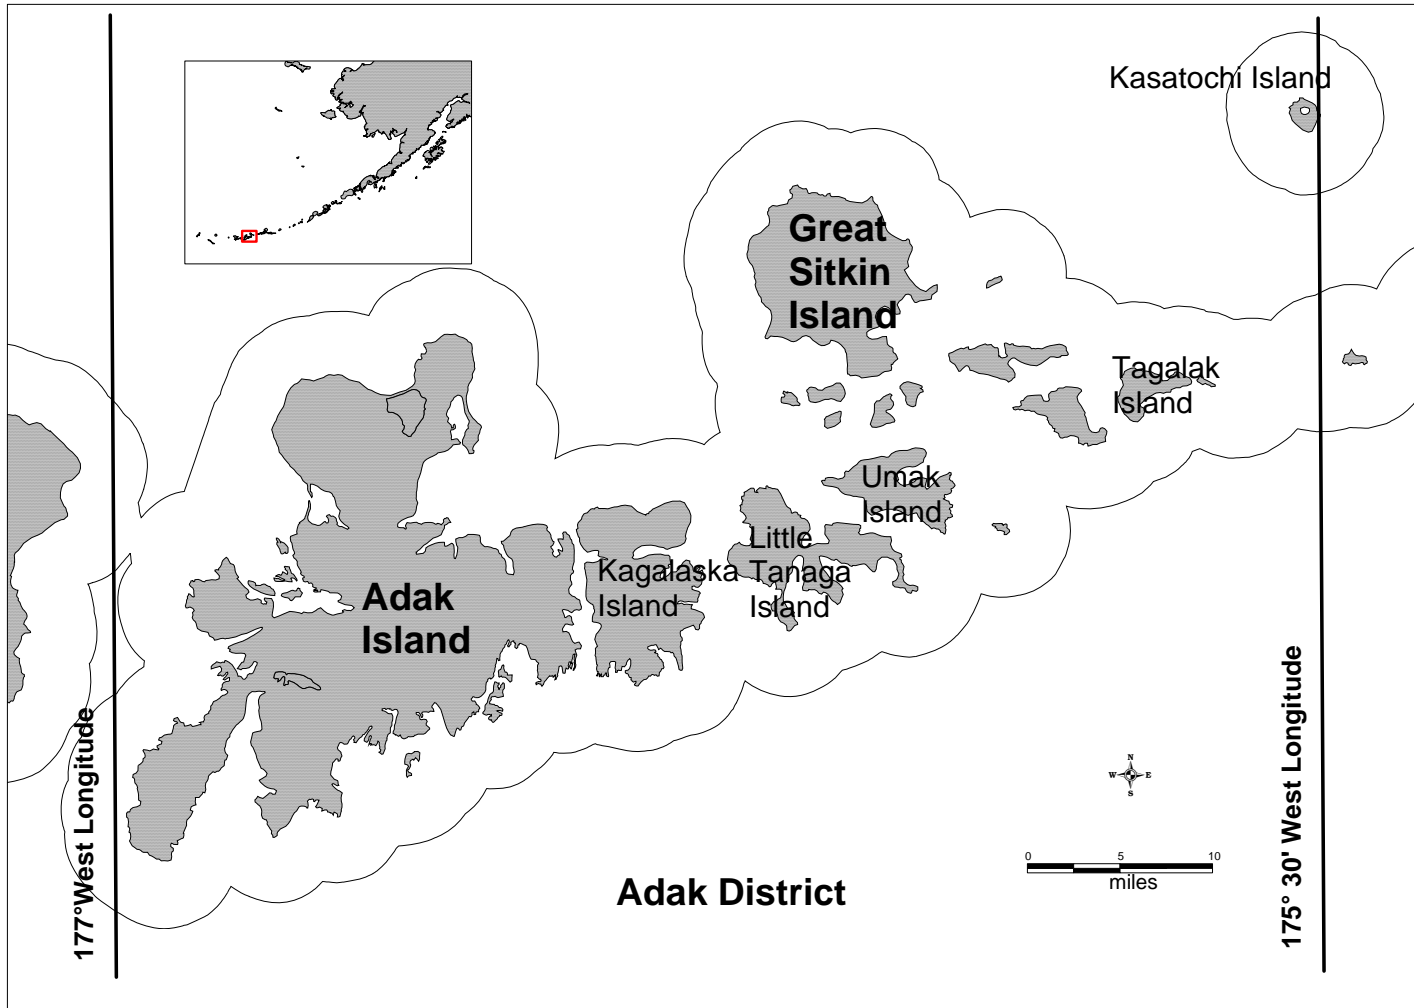 Kasatochi Island
Great
Sitkin
Island
Tagalak
Island
Umak
Island
Little
Tanaga
Island
Kagalaska
Island
Adak
Island
177°West Longitude
175° 30' West Longitude
N
W E
S
0 5 10
miles
Adak District